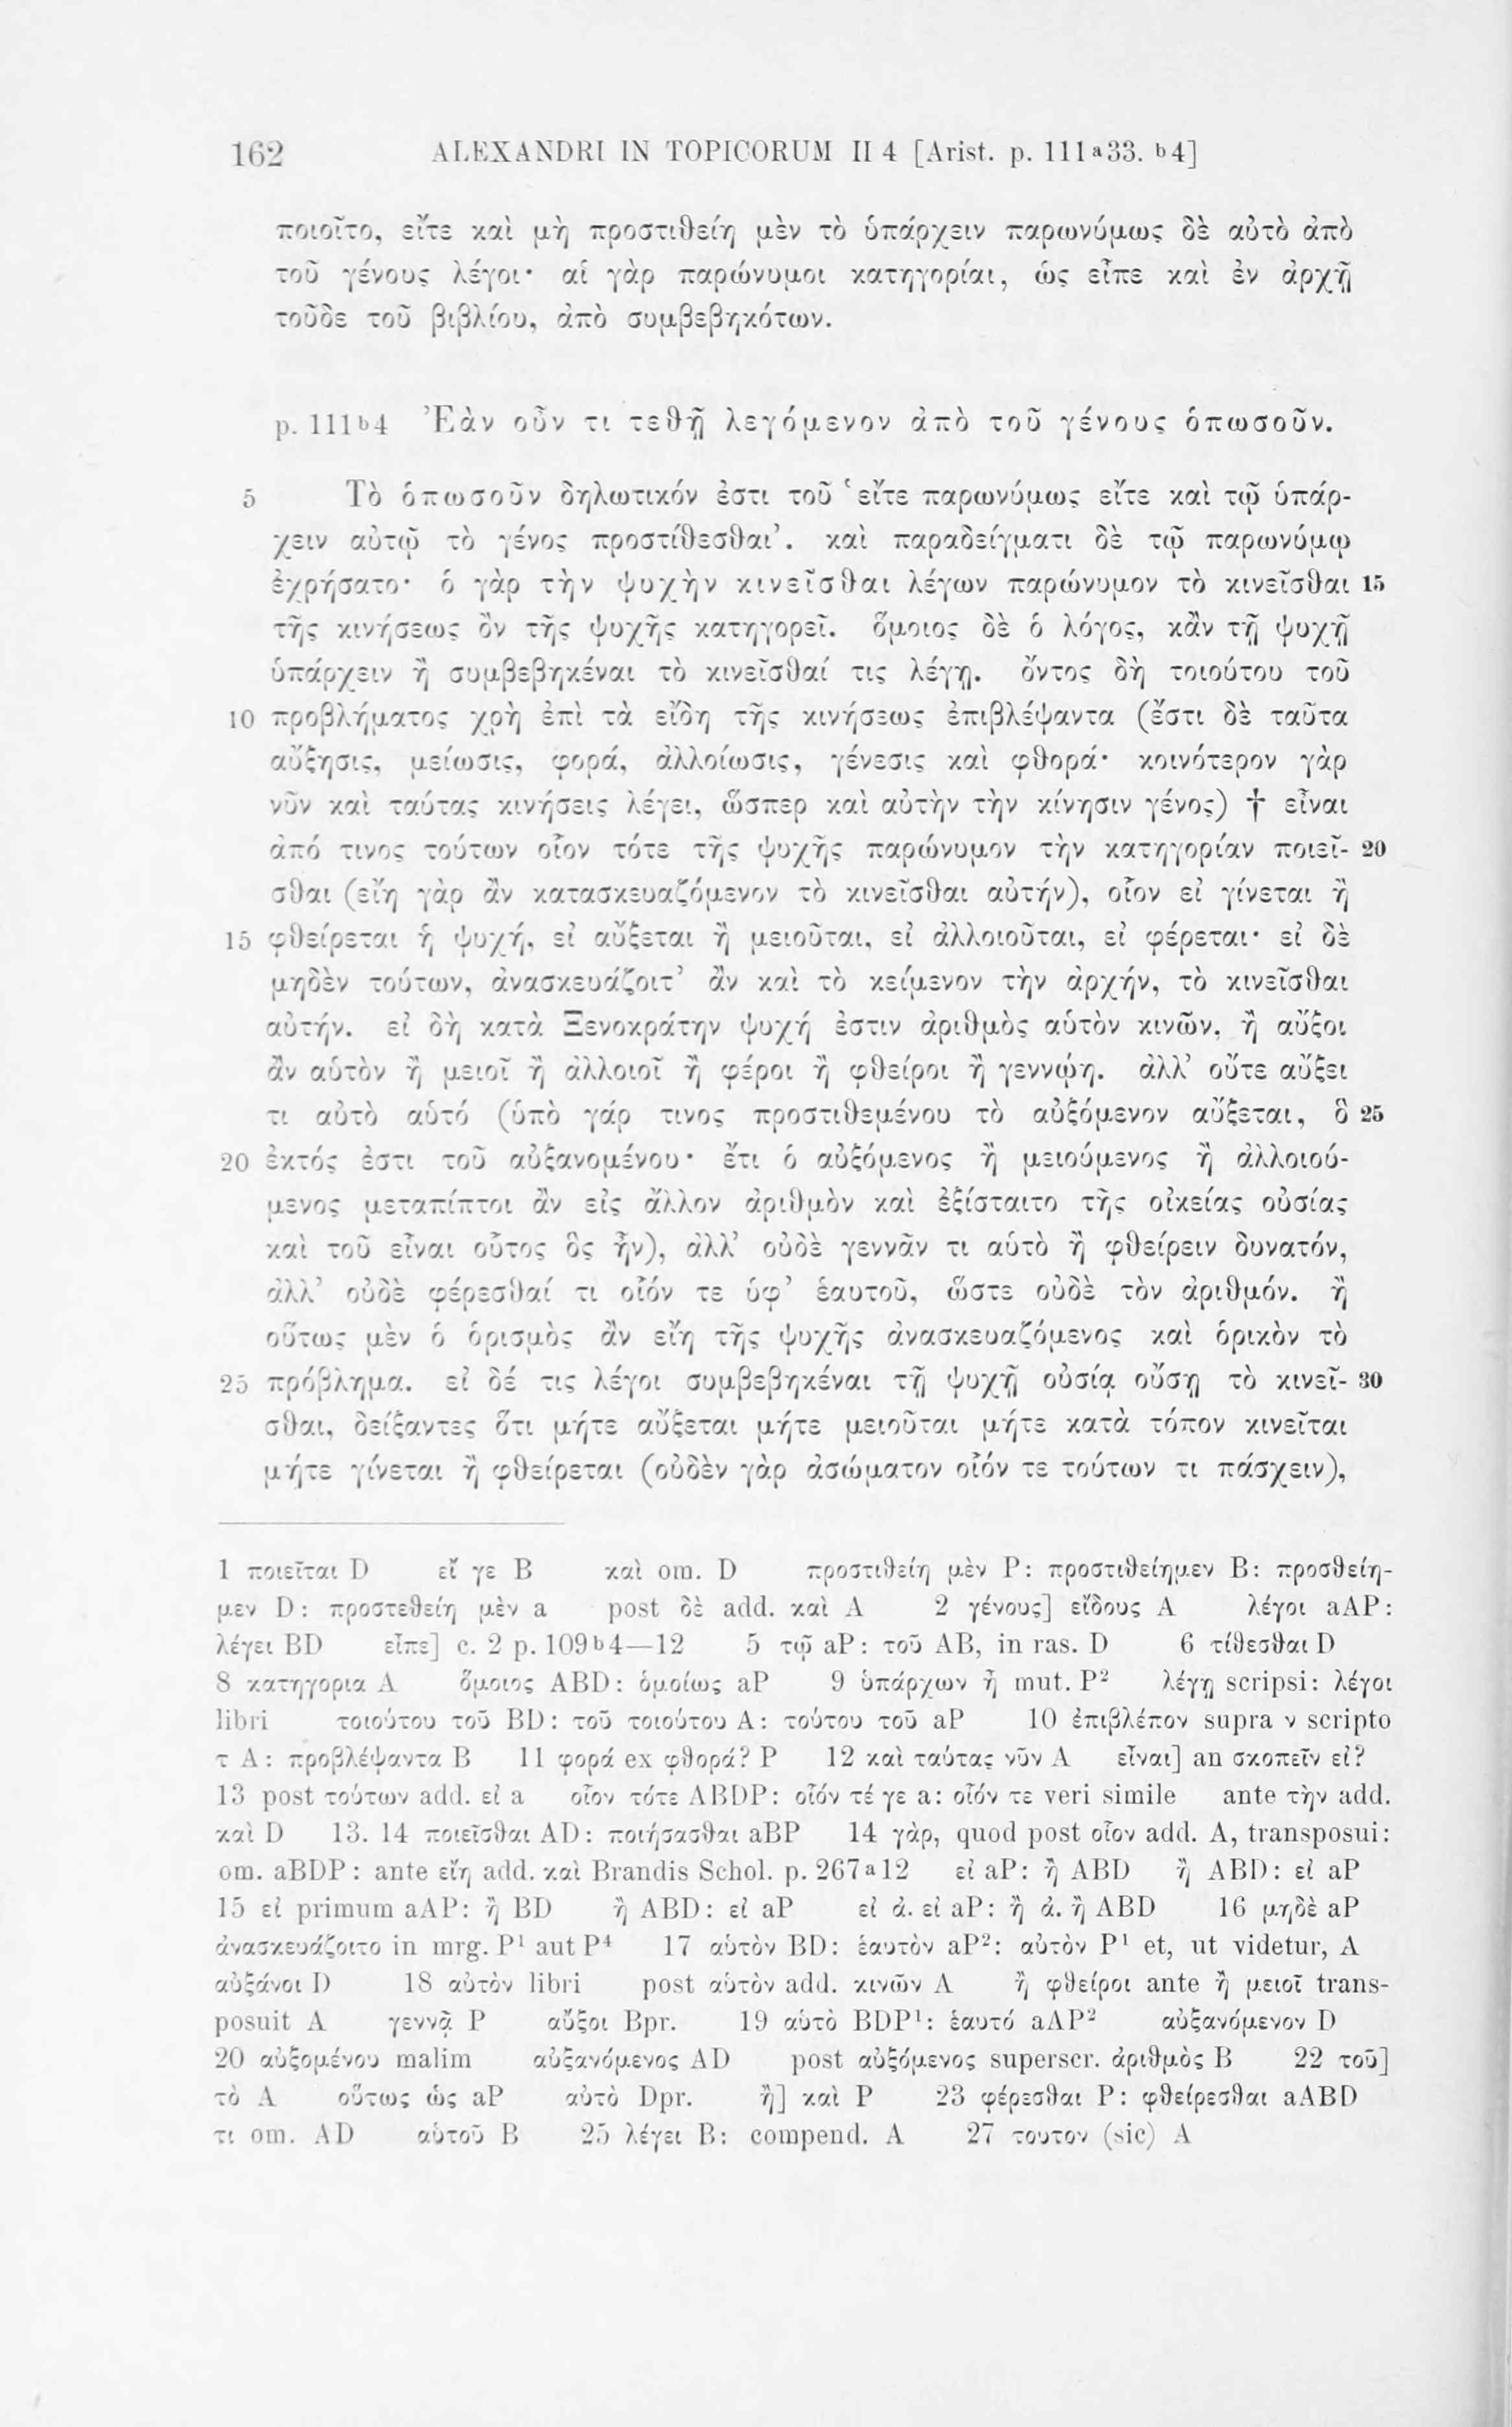 162 ALEXANDRI IN TOPICORUM II 4 [Arist. p. 111ᵃ33. ᵇ4]
ποιοῖτο, εἴτε καὶ μὴ προστιθείη μὲν τὸ ὑπάρχειν παρωνύμως δὲ αὐτὸ ἀπὸ
τοῦ γένους λέγοι· αἱ γὰρ παρώνυμοι κατηγορίαι, ὡς εἶπε καὶ ἐν ἀρχῇ
τοῦδε τοῦ βιβλίου, ἀπὸ συμβεβηκότων.
p. 111ᵇ4 Ἐὰν οὖν τι τεθῇ λεγόμενον ἀπὸ τοῦ γένους ὁπωσοῦν.
5 Τὸ ὁπωσοῦν δηλωτικόν ἐστι τοῦ ‘εἴτε παρωνύμως εἴτε καὶ τῷ ὑπάρ-
χειν αὐτῷ τὸ γένος προστίθεσθαι’. καὶ παραδείγματι δὲ τῷ παρωνύμῳ
ἐχρήσατο· ὁ γὰρ τὴν ψυχὴν κινεῖσθαι λέγων παρώνυμον τὸ κινεῖσθαι 15
τῆς κινήσεως ὂν τῆς ψυχῆς κατηγορεῖ. ὅμοιος δὲ ὁ λόγος, κἂν τῇ ψυχῇ
ὑπάρχειν ἢ συμβεβηκέναι τὸ κινεῖσθαί τις λέγῃ. ὄντος δὴ τοιούτου τοῦ
10 προβλήματος χρὴ ἐπὶ τὰ εἴδη τῆς κινήσεως ἐπιβλέψαντα (ἔστι δὲ ταῦτα
αὔξησις, μείωσις, φορά, ἀλλοίωσις, γένεσις καὶ φθορά· κοινότερον γὰρ
νῦν καὶ ταύτας κινήσεις λέγει, ὥσπερ καὶ αὐτὴν τὴν κίνησιν γένος) † εἶναι
ἀπό τινος τούτων οἷον τότε τῆς ψυχῆς παρώνυμον τὴν κατηγορίαν ποιεῖ- 20
σθαι (εἴη γὰρ ἂν κατασκευαζόμενον τὸ κινεῖσθαι αὐτήν), οἷον εἰ γίνεται ἢ
15 φθείρεται ἡ ψυχή, εἰ αὔξεται ἢ μειοῦται, εἰ ἀλλοιοῦται, εἰ φέρεται· εἰ δὲ
μηδὲν τούτων, ἀνασκευάζοιτ’ ἂν καὶ τὸ κείμενον τὴν ἀρχήν, τὸ κινεῖσθαι
αὐτήν. εἰ δὴ κατὰ Ξενοκράτην ψυχή ἐστιν ἀριθμὸς αὑτὸν κινῶν, ἢ αὔξοι
ἂν αὑτὸν ἢ μειοῖ ἢ ἀλλοιοῖ ἢ φέροι ἢ φθείροι ἢ γεννῴη. ἀλλ’ οὔτε αὔξει
τι αὐτὸ αὑτό (ὑπὸ γάρ τινος προστιθεμένου τὸ αὐξόμενον αὔξεται, ὃ 25
20 ἐκτός ἐστι τοῦ αὐξανομένου· ἔτι ὁ αὐξόμενος ἢ μειούμενος ἢ ἀλλοιού-
μενος μεταπίπτοι ἂν εἰς ἄλλον ἀριθμὸν καὶ ἐξίσταιτο τῆς οἰκείας οὐσίας
καὶ τοῦ εἶναι οὗτος ὃς ἦν), ἀλλ’ οὐδὲ γεννᾶν τι αὑτὸ ἢ φθείρειν δυνατόν,
ἀλλ’ οὐδὲ φέρεσθαί τι οἷόν τε ὑφ’ ἑαυτοῦ, ὥστε οὐδὲ τὸν ἀριθμόν. ἢ
οὕτως μὲν ὁ ὁρισμὸς ἂν εἴη τῆς ψυχῆς ἀνασκευαζόμενος καὶ ὁρικὸν τὸ
25 πρόβλημα. εἰ δέ τις λέγοι συμβεβηκέναι τῇ ψυχῇ οὐσίᾳ οὔσῃ τὸ κινεῖ- 30
σθαι, δείξαντες ὅτι μήτε αὔξεται μήτε μειοῦται μήτε κατὰ τόπον κινεῖται
μήτε γίνεται ἢ φθείρεται (οὐδὲν γὰρ ἀσώματον οἷόν τε τούτων τι πάσχειν),
1 ποιεῖται D εἴ γε B καὶ om. D προστιθείη μὲν P: προστιθείημεν B: προσθείη-
μεν D: προστεθείη μὲν a post δὲ add. καὶ A 2 γένους] εἴδους A λέγοι aAP:
λέγει BD εἶπε] c. 2 p. 109ᵇ4—12 5 τῷ aP: τοῦ AB, in ras. D 6 τίθεσθαι D
8 κατηγορια A ὅμοιος ABD: ὁμοίως aP 9 ὑπάρχων ἢ mut. P² λέγῃ scripsi: λέγοι
libri τοιούτου τοῦ BD: τοῦ τοιούτου A: τούτου τοῦ aP 10 ἐπιβλέπον supra ν scripto
τ A: προβλέψαντα B 11 φορά ex φθορά? P 12 καὶ ταύτας νῦν A εἶναι] an σκοπεῖν εἰ?
13 post τούτων add. εἰ a οἷον τότε ABDP: οἷόν τέ γε a: οἷόν τε veri simile ante τὴν add.
καὶ D 13. 14 ποιεῖσθαι AD: ποιήσασθαι aBP 14 γὰρ, quod post οἷον add. A, transposui:
om. aBDP: ante εἴη add. καὶ Brandis Schol. p. 267ᵃ12 εἰ aP: ἢ ABD ἢ ABD: εἰ aP
15 εἰ primum aAP: ἢ BD ἢ ABD: εἰ aP εἰ ἀ. εἰ aP: ἢ ἀ. ἢ ABD 16 μηδὲ aP
ἀνασκευάζοιτο in mrg. P¹ aut P⁴ 17 αὑτὸν BD: ἑαυτὸν aP²: αὐτὸν P¹ et, ut videtur, A
αὐξάνοι D 18 αὐτὸν libri post αὑτὸν add. κινῶν A ἢ φθείροι ante ἢ μειοῖ trans-
posuit A γεννᾷ P αὔξοι Bpr. 19 αὑτὸ BDP¹: ἑαυτό aAP² αὐξανόμενον D
20 αὐξομένου malim αὐξανόμενος AD post αὐξόμενος superscr. ἀριθμὸς B 22 τοῦ]
τὸ A οὕτως ὡς aP αὐτὸ Dpr. ἢ] καὶ P 23 φέρεσθαι P: φθείρεσθαι aABD
τι om. AD αὑτοῦ B 25 λέγει B: compend. A 27 τουτον (sic) A